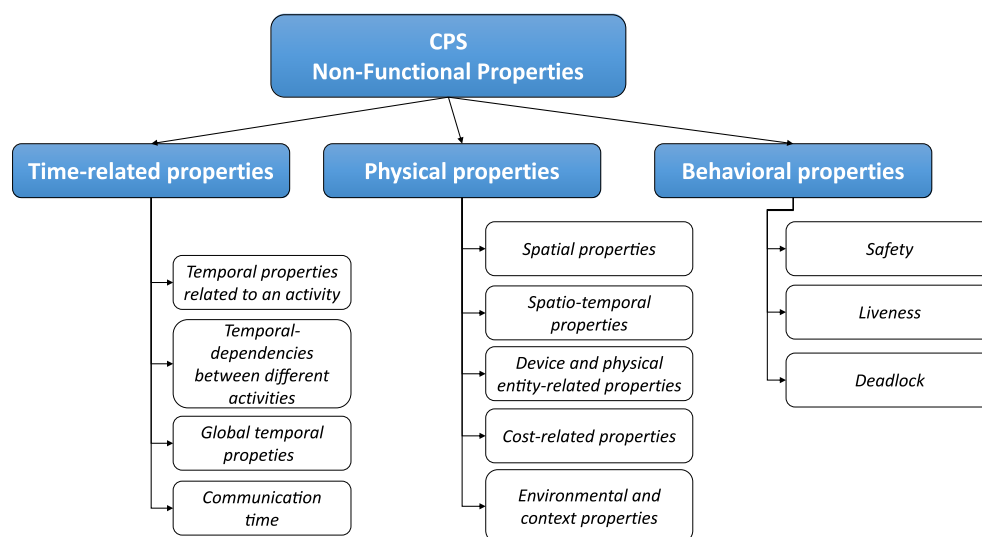 CPS
Non-Functional Properties
Time-related properties
Physical properties
Behavioral properties
Temporal properties
related to an activity
Temporal-
dependencies
between different
activities
Global temporal
propeties
Communication
time
Spatial properties
Spatio-temporal
properties
Device and physical
entity-related properties
Cost-related properties
Environmental and
context properties
Safety
Liveness
Deadlock